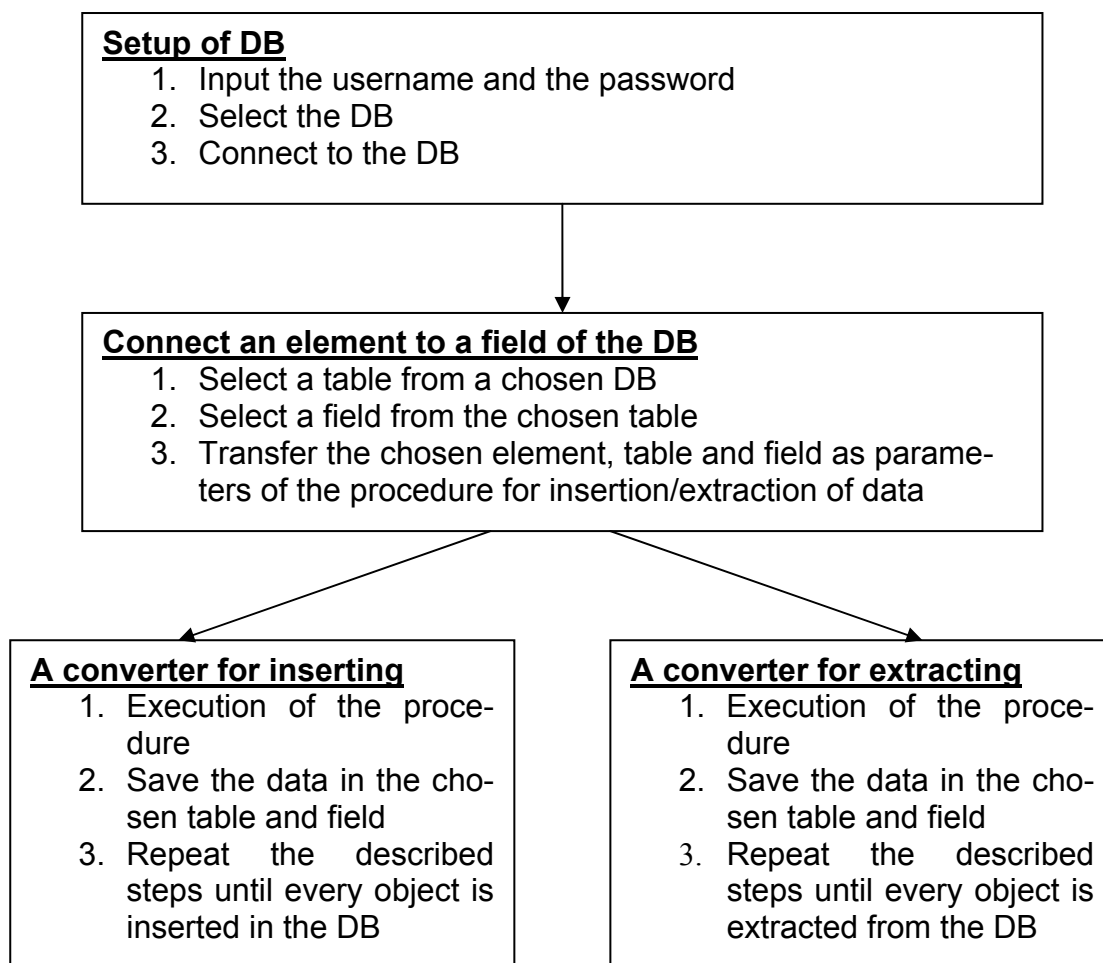 Setup of DB
1. Input the username and the password
2. Select the DB
3. Connect to the DB
Connect an element to a field of the DB
1. Select a table from a chosen DB
2. Select a field from the chosen table
3. Transfer the chosen element, table and field as parame-
ters of the procedure for insertion/extraction of data
A converter for inserting
1. Execution of the proce-
dure
2. Save the data in the cho-
sen table and field
3. Repeat the described
steps until every object is
inserted in the DB
A converter for extracting
1. Execution of the proce-
dure
2. Save the data in the cho-
sen table and field
3. Repeat the described
steps until every object is
extracted from the DB